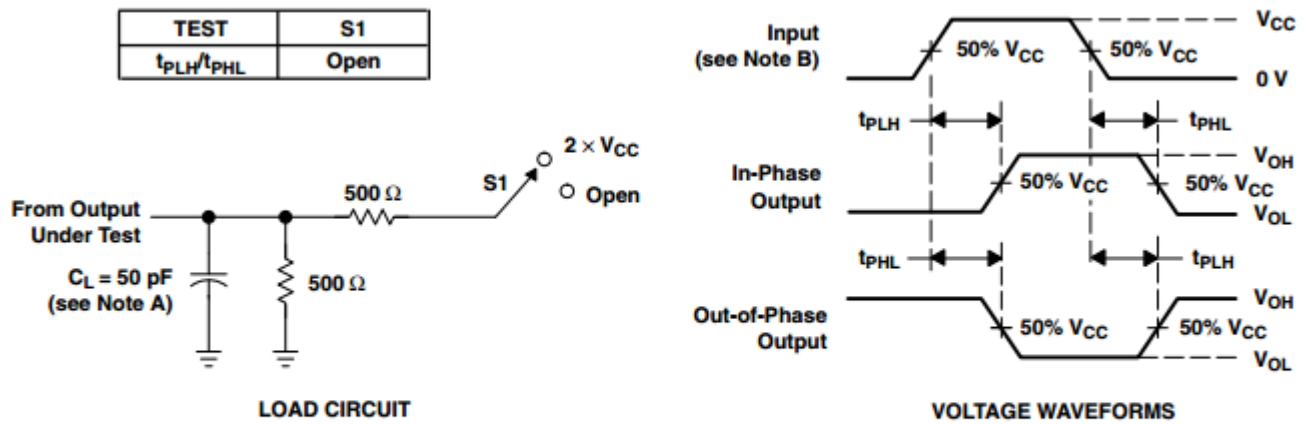 TEST S1
tPLH/tPHL Open
2 × VCC
S1
Open
500 Ω
From Output
Under Test
CL = 50 pF
(see Note A)
500 Ω
LOAD CIRCUIT
Input
(see Note B)
50% VCC
50% VCC
VCC
0 V
tPLH
tPHL
In-Phase
Output
50% VCC
50%
VCC
VOH
VOL
tPHL
tPLH
Out-of-Phase
Output
50% VCC
50% VCC
VOH
VOL
VOLTAGE WAVEFORMS